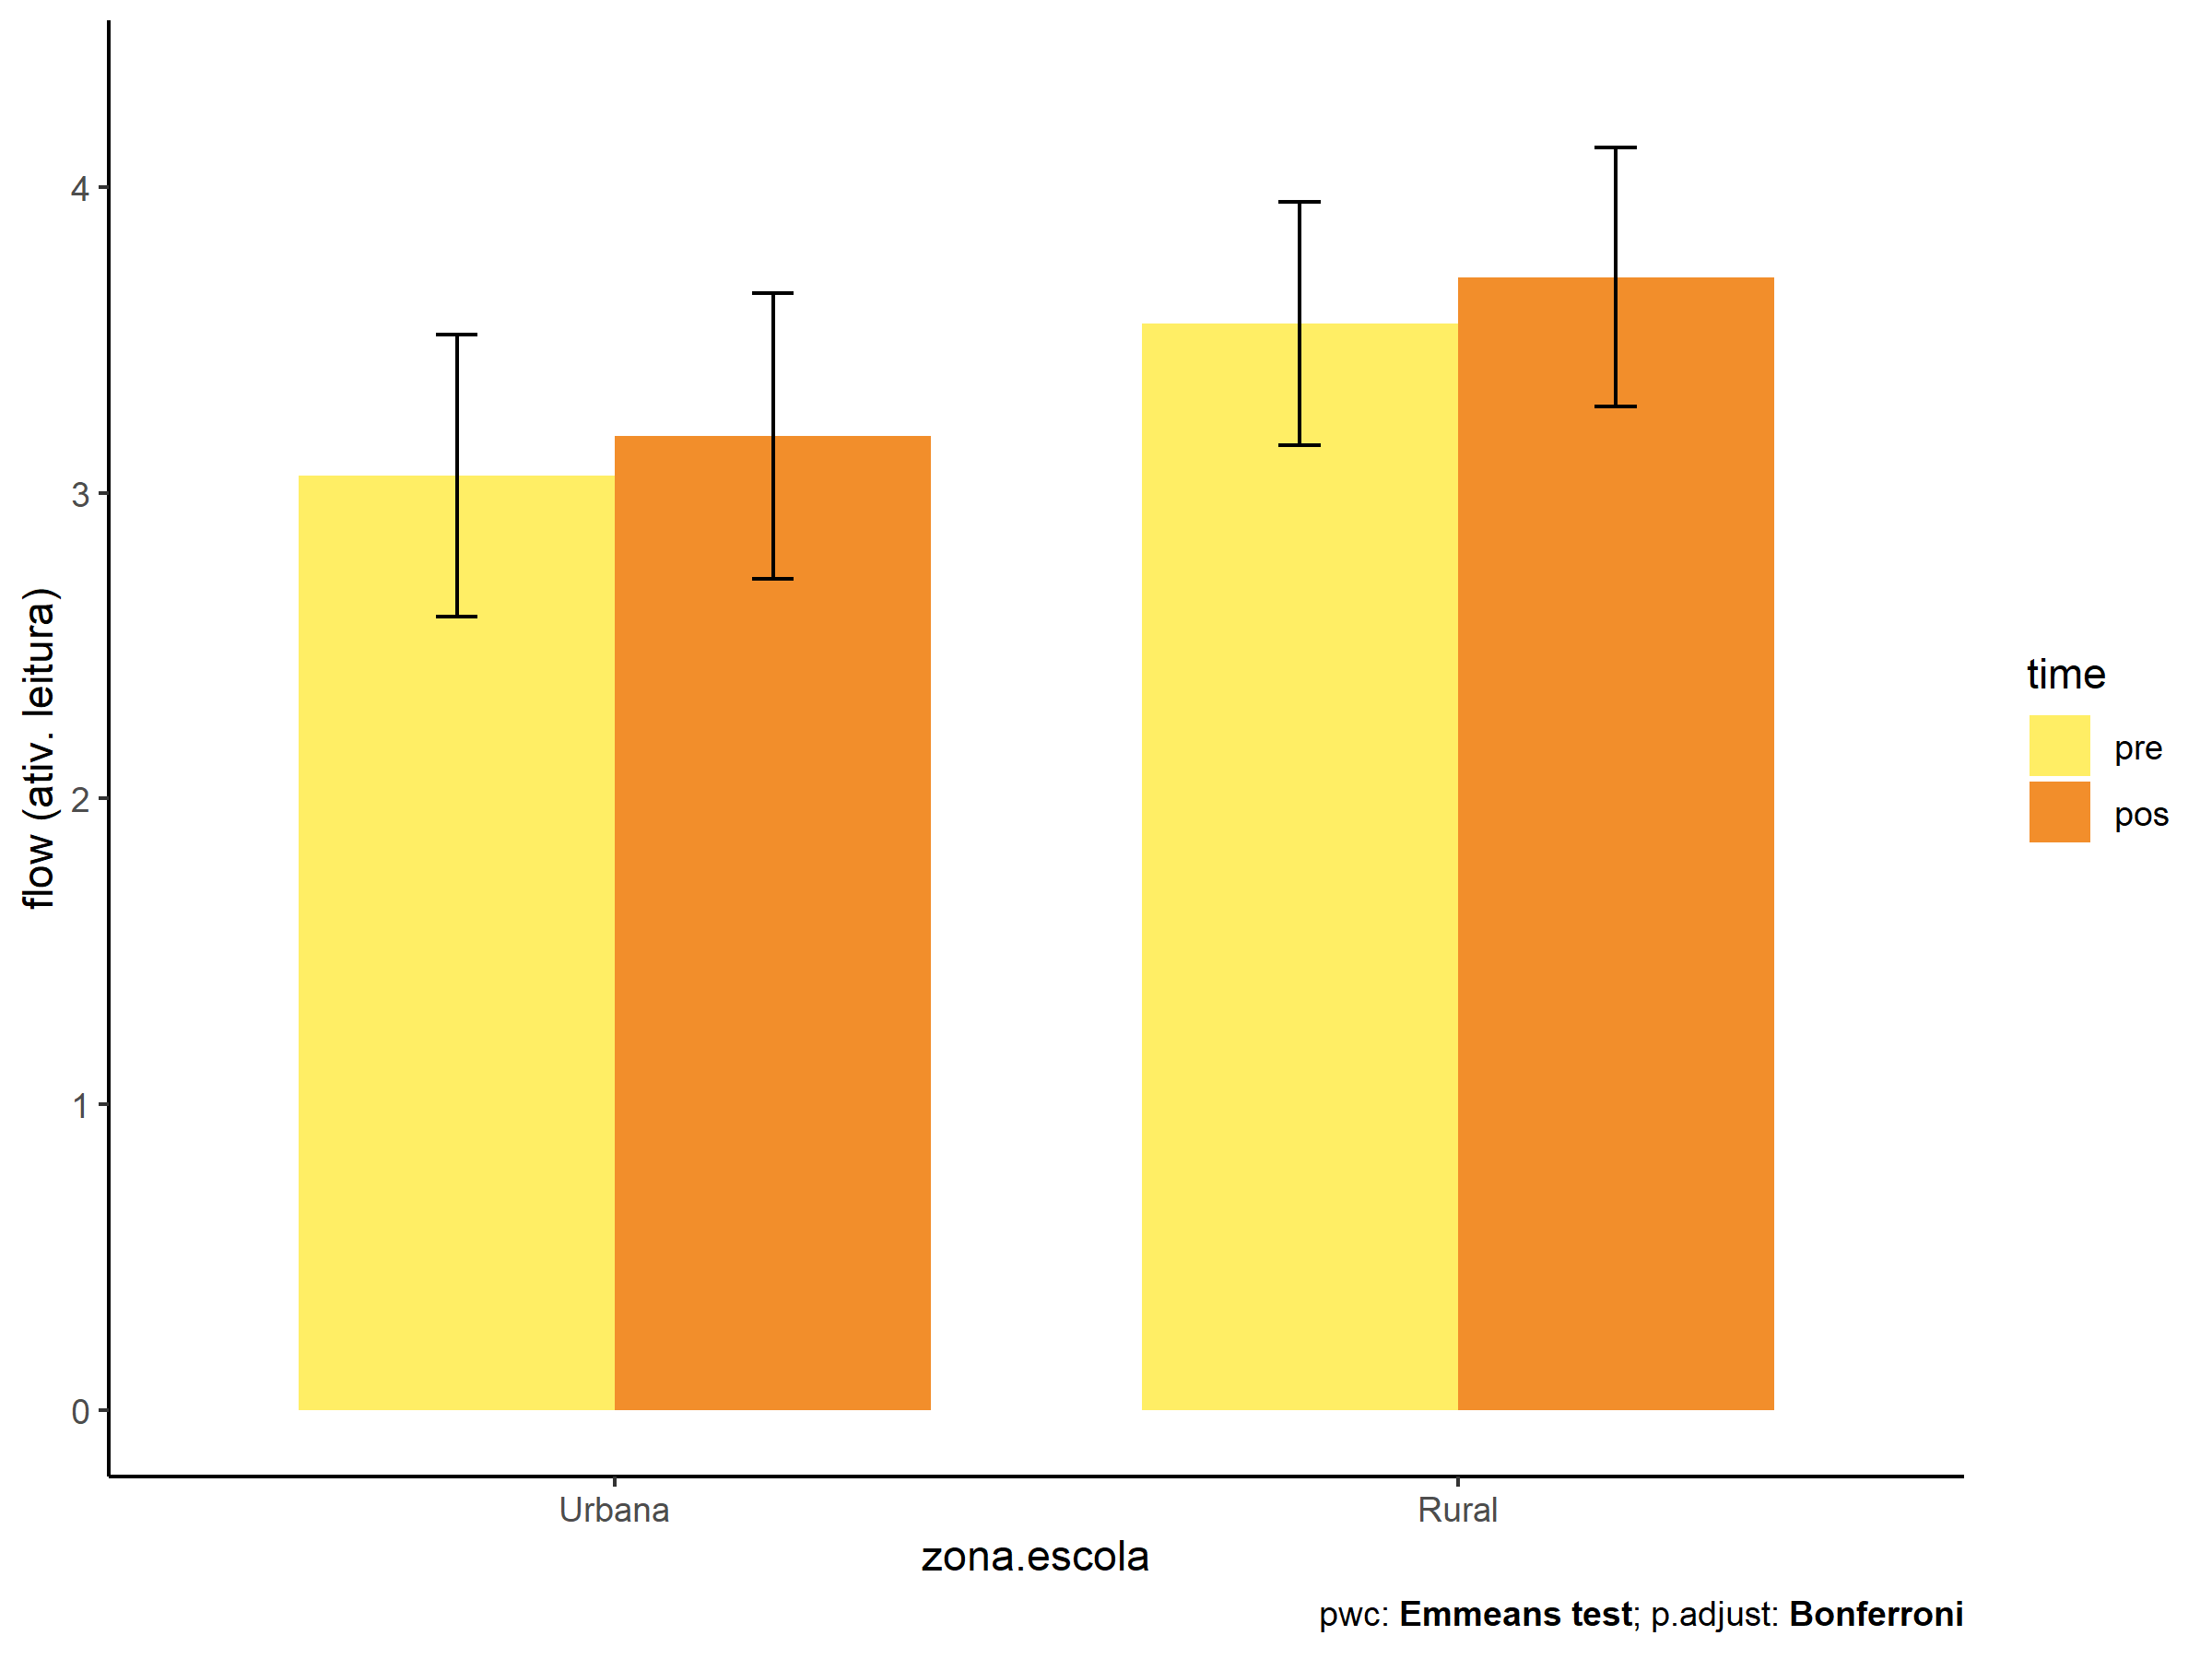 flow (ativ. leitura)
4
3
2
1
0
Urbana
Rural
zona.escola
time
pre
pos
pwc: Emmeans test; p.adjust: Bonferroni